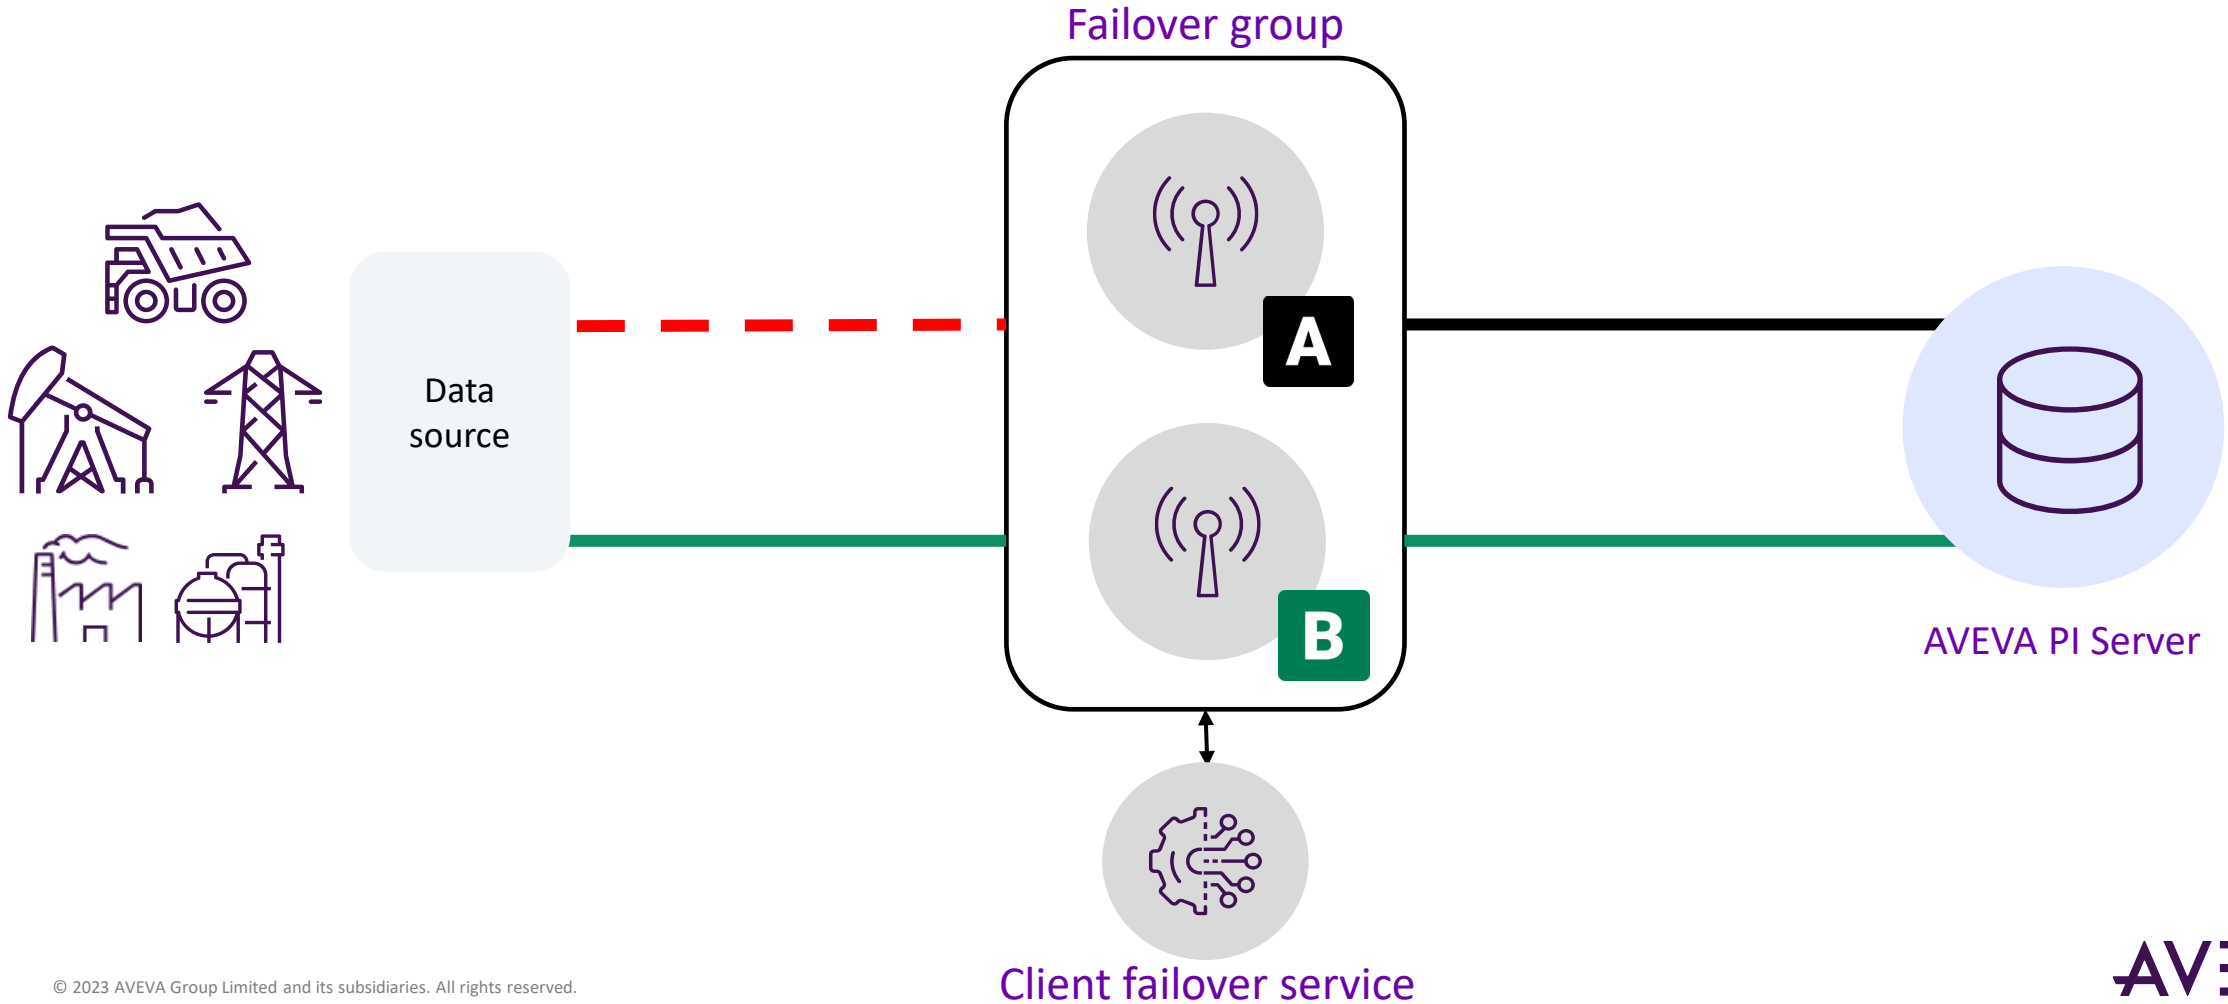 Failover group
A
Data
source
B
AVEVA PI Server
Client failover service
© 2023 AVEVA Group Limited and its subsidiaries. All rights reserved.